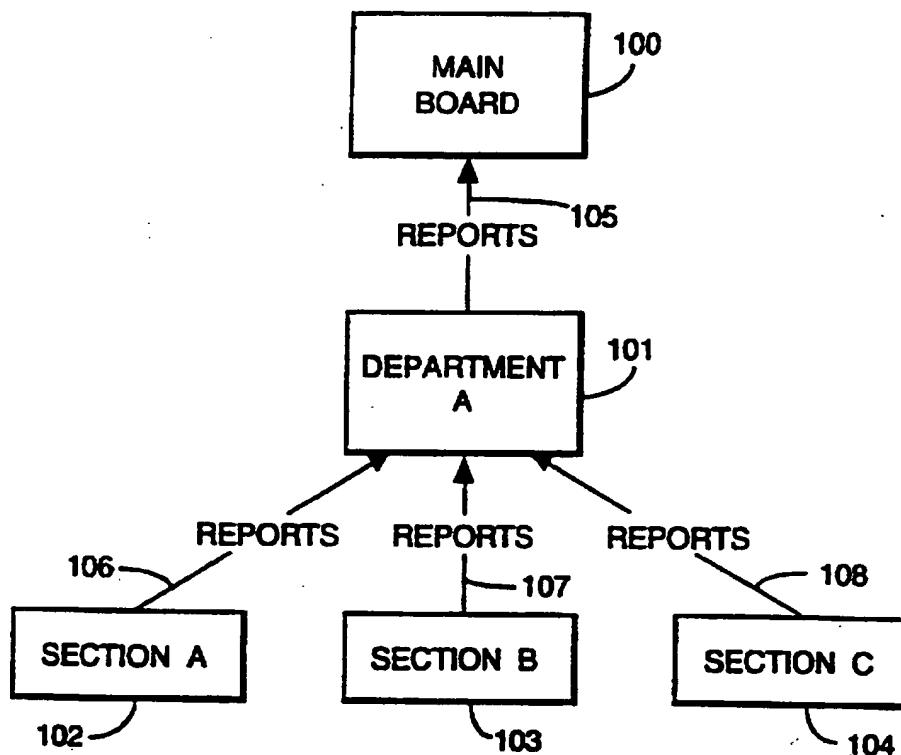 MAIN
BOARD
100
105
REPORTS
DEPARTMENT
A
101
REPORTS REPORTS REPORTS
106
107
108
SECTION A
SECTION B
SECTION C
102
103
104